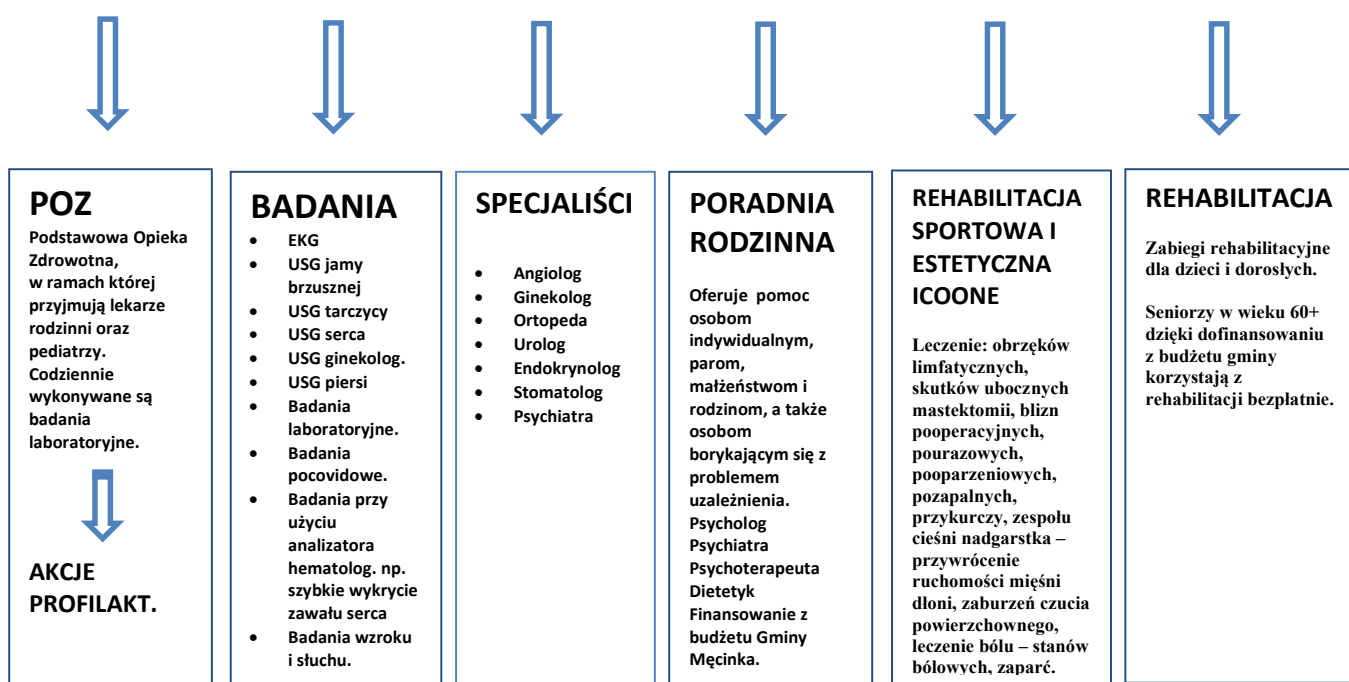 POZ
Podstawowa Opieka
Zdrowotna,
w ramach której
przyjmują lekarze
rodzinni oraz
pediatrzy.
Codziennie
wykonywane są
badania
laboratoryjne.
AKCJE
PROFILAKT.
BADANIA
• EKG
• USG jamy
brzusznej
• USG tarczycy
• USG serca
• USG ginekolog.
• USG piersi
• Badania
laboratoryjne.
• Badania
pocovidowe.
• Badania przy
użyciu
analizatora
hematolog. np.
szybkie wykrycie
zawału serca
• Badania wzroku
i słuchu.
SPECJALIŚCI
• Angiolog
• Ginekolog
• Ortopeda
• Urolog
• Endokrynolog
• Stomatolog
• Psychiatra
PORADNIA
RODZINNA
Oferuje pomoc
osobom
indywidualnym,
parom,
małżeństwom i
rodzinom, a także
osobom
borykającym się z
problemem
uzależnienia.
Psycholog
Psychiatra
Psychoterapeuta
Dietetyk
Finansowanie z
budżetu Gminy
Męcinka.
REHABILITACJA
SPORTOWA I
ESTETYCZNA
ICOONE
Leczenie: obrzęków
limfatycznych,
skutków ubocznych
mastektomii, blizn
pooperacyjnych,
pourazowych,
pooparzeniowych,
pozapalnych,
przykurczy, zespołu
cieśni nadgarstka –
przywrócenie
ruchomości mięśni
dłoni, zaburzeń czucia
powierzchownego,
leczenie bólu – stanów
bólowych, zaparć.
REHABILITACJA
Zabiegi rehabilitacyjne
dla dzieci i dorosłych.
Seniorzy w wieku 60+
dzięki dofinansowaniu
z budżetu gminy
korzystają z
rehabilitacji bezpłatnie.